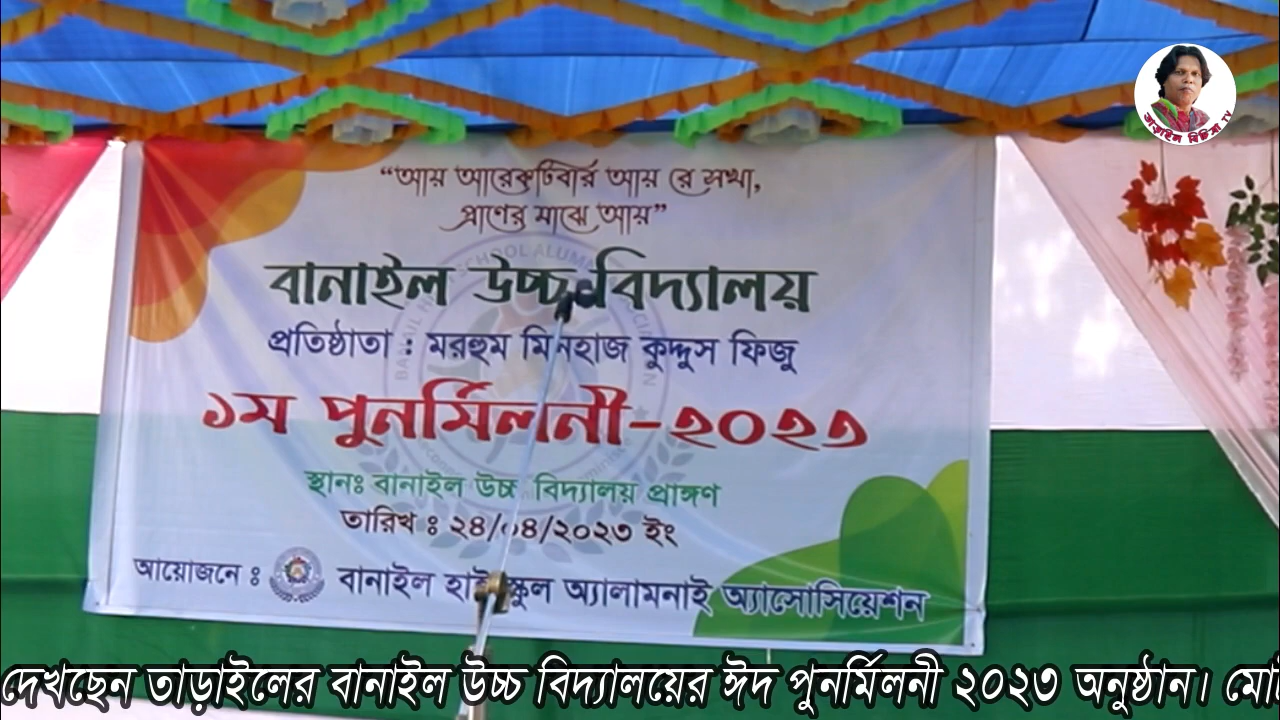 তাড়াইল বিচিত্রা TV
“আয় আরেকটিবার আয় রে সখা,
প্রাণের মাঝে আয়”
বানাইল উচ্চ বিদ্যালয়
প্রতিষ্ঠাতা : মরহুম মিনহাজ কুদ্দুস ফিজু
১ম পুনর্মিলনী-২০২৩
স্থানঃ বানাইল উচ্চ বিদ্যালয় প্রাঙ্গণ
তারিখ ঃ ২৪/০৪/২০২৩ ইং
আয়োজনে ঃ বানাইল হাই স্কুল অ্যালামনাই অ্যাসোসিয়েশন
দেখছেন তাড়াইলের বানাইল উচ্চ বিদ্যালয়ের ঈদ পুনর্মিলনী ২০২৩ অনুষ্ঠান।